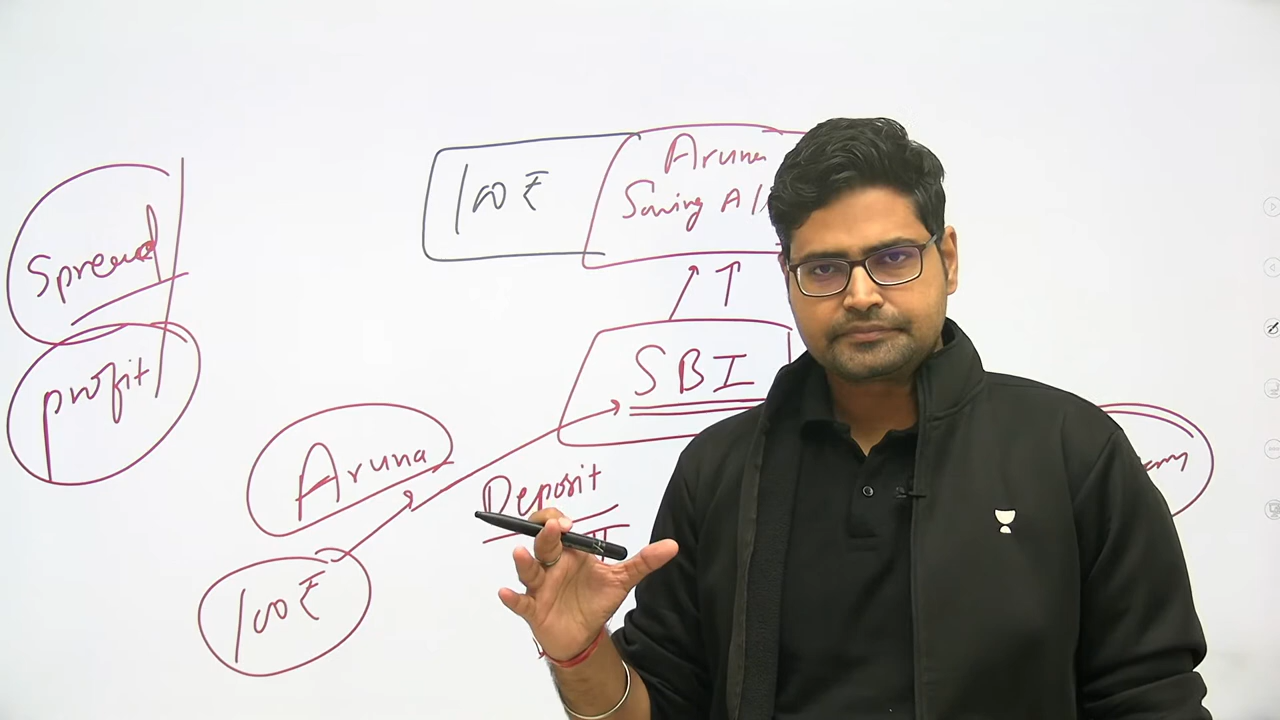 100 ₹
Aruna
Saving A/
Spread
SBI
profit
Aruna
Deposit
100 ₹